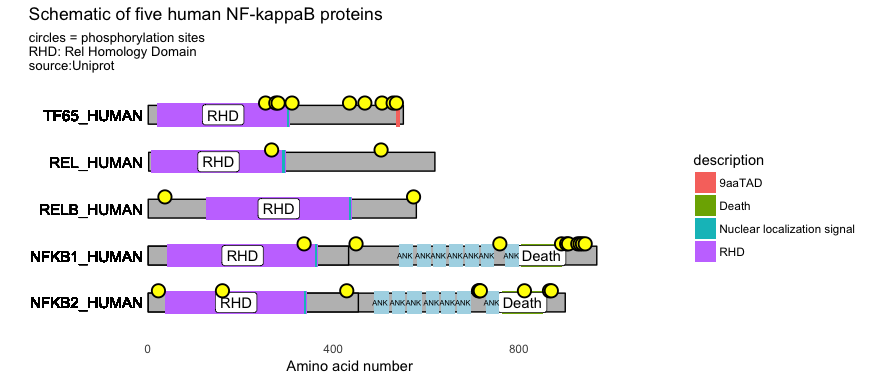 Schematic of five human NF-kappaB proteins
circles = phosphorylation sites
RHD: Rel Homology Domain
source:Uniprot
TF65_HUMAN RHD
REL_HUMAN RHD
RELB_HUMAN RHD
NFKB1_HUMAN RHD ANK ANK ANK ANK ANK ANK ANK Death
NFKB2_HUMAN RHD ANK ANK ANK ANK ANK ANK ANK Death
0 400 800
Amino acid number
description
9aaTAD
Death
Nuclear localization signal
RHD